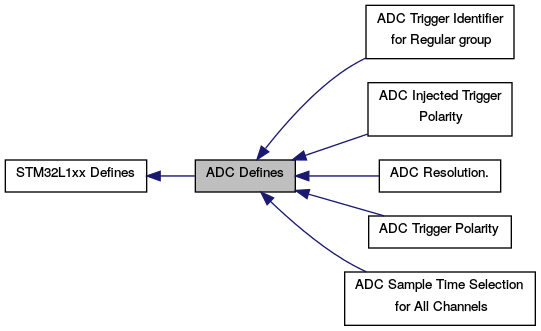 ADC Trigger Identifier
for Regular group
ADC Injected Trigger
Polarity
STM32L1xx Defines
ADC Defines
ADC Resolution.
ADC Trigger Polarity
ADC Sample Time Selection
for All Channels